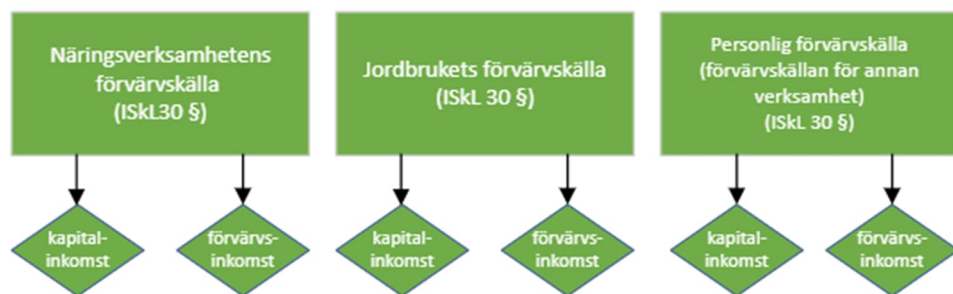 Näringsverksamhetens
förvärvskälla
(ISkL30 §)
Jordbrukets förvärvskälla
(ISkL 30 §)
Personlig förvärvskälla
(förvärvskällan för annan
verksamhet)
(ISkL 30 §)
kapital-
inkomst
förvärvs-
inkomst
kapital-
inkomst
förvärvs-
inkomst
kapital-
inkomst
förvärvs-
inkomst